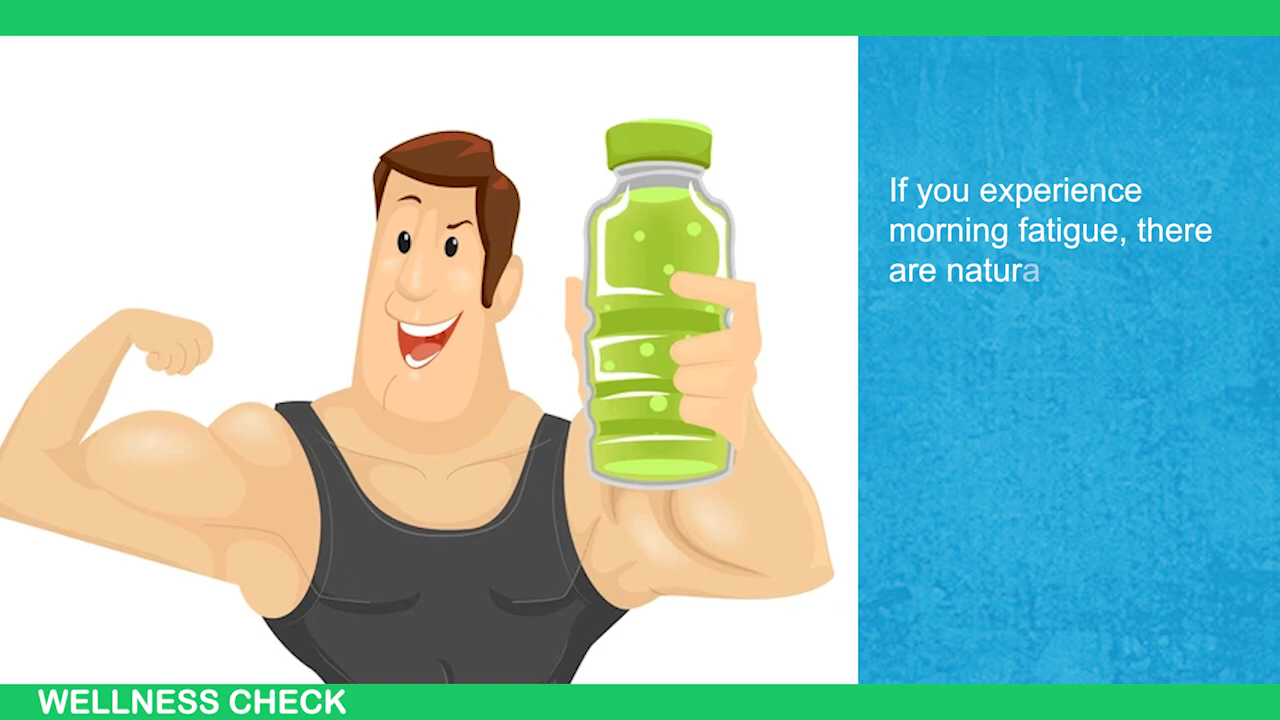 If you experience
morning fatigue, there
are natura
WELLNESS CHECK